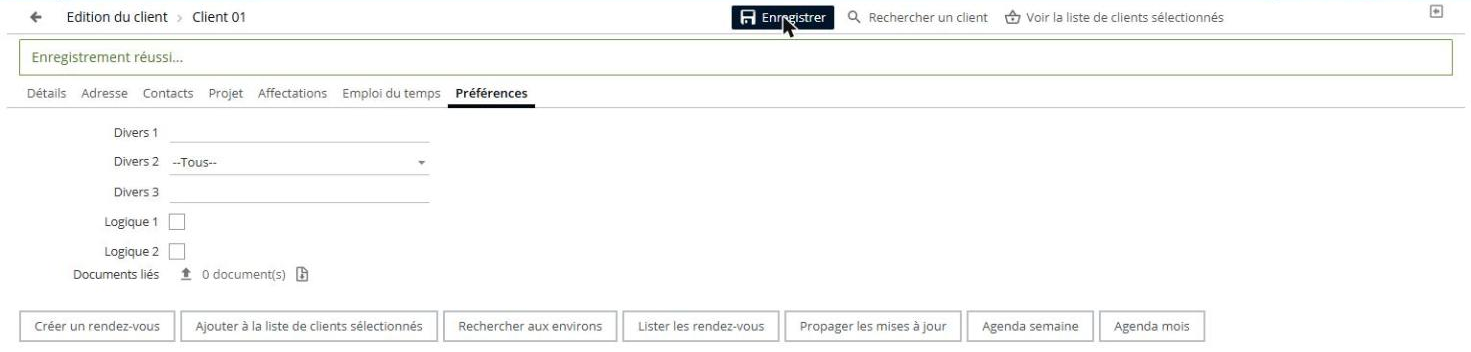 Edition du client > Client 01 Enregistrer Rechercher un client Voir la liste de clients sélectionnés
Enregistrement réussi...
Détails Adresse Contacts Projet Affectations Emploi du temps Préférences
Divers 1
Divers 2 --Tous--
Divers 3
Logique 1
Logique 2
Documents liés 0 document(s)
Créer un rendez-vous Ajouter à la liste de clients sélectionnés Rechercher aux environs Lister les rendez-vous Propager les mises à jour Agenda semaine Agenda mois